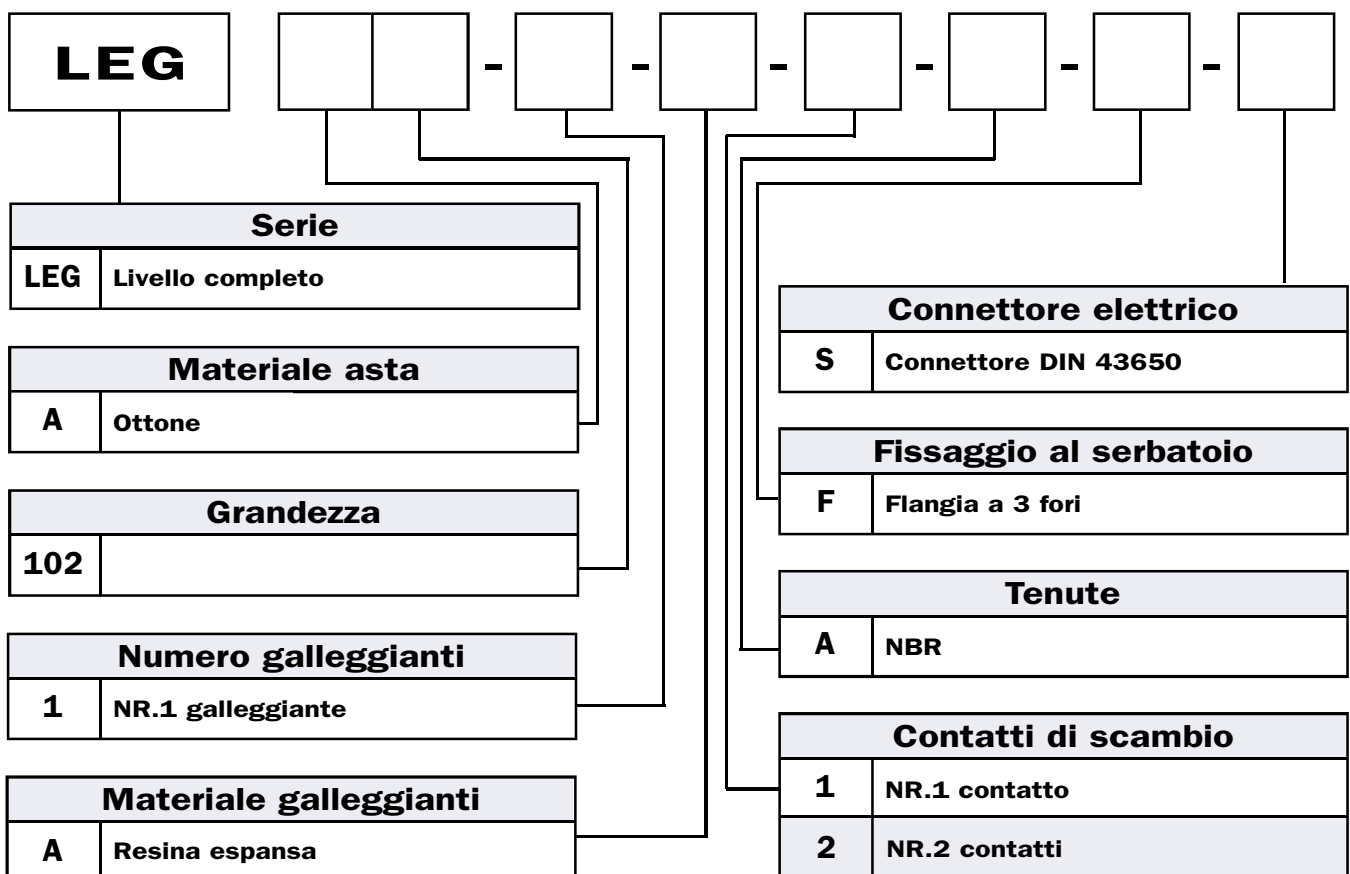 LEG - - - - - -
Serie
LEG Livello completo
Materiale asta
A Ottone
Grandezza
102
Numero galleggianti
1 NR.1 galleggiante
Materiale galleggianti
A Resina espansa
Connettore elettrico
S Connettore DIN 43650
Fissaggio al serbatoio
F Flangia a 3 fori
Tenute
A NBR
Contatti di scambio
1 NR.1 contatto
2 NR.2 contatti